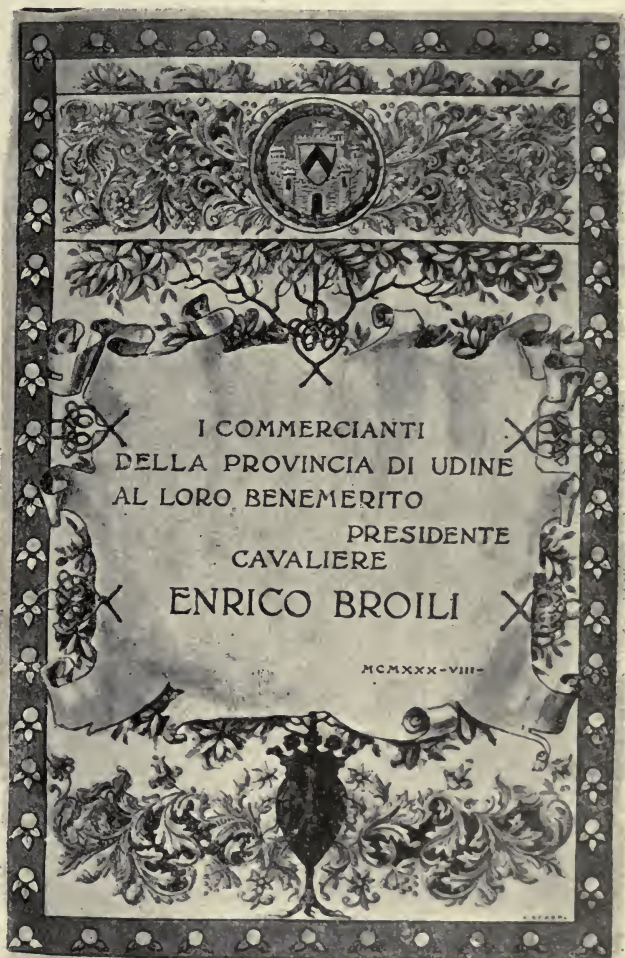 I COMMERCIANTI
DELLA PROVINCIA DI UDINE
AL LORO BENEMERITO
PRESIDENTE
CAVALIERE
ENRICO BROILI
MCMXXX-VIII-